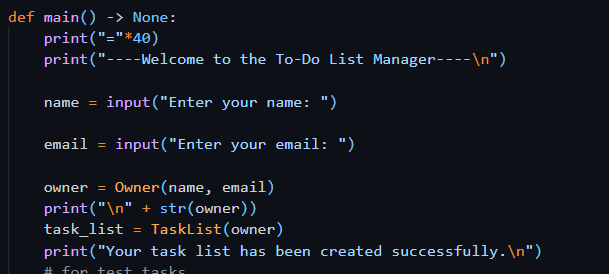 def main() -> None:
print("="*40)
print("----Welcome to the To-Do List Manager----\n")
name = input("Enter your name: ")
email = input("Enter your email: ")
owner = Owner(name, email)
print("\n" + str(owner))
task_list = TaskList(owner)
print("Your task list has been created successfully.\n")
# for test tasks